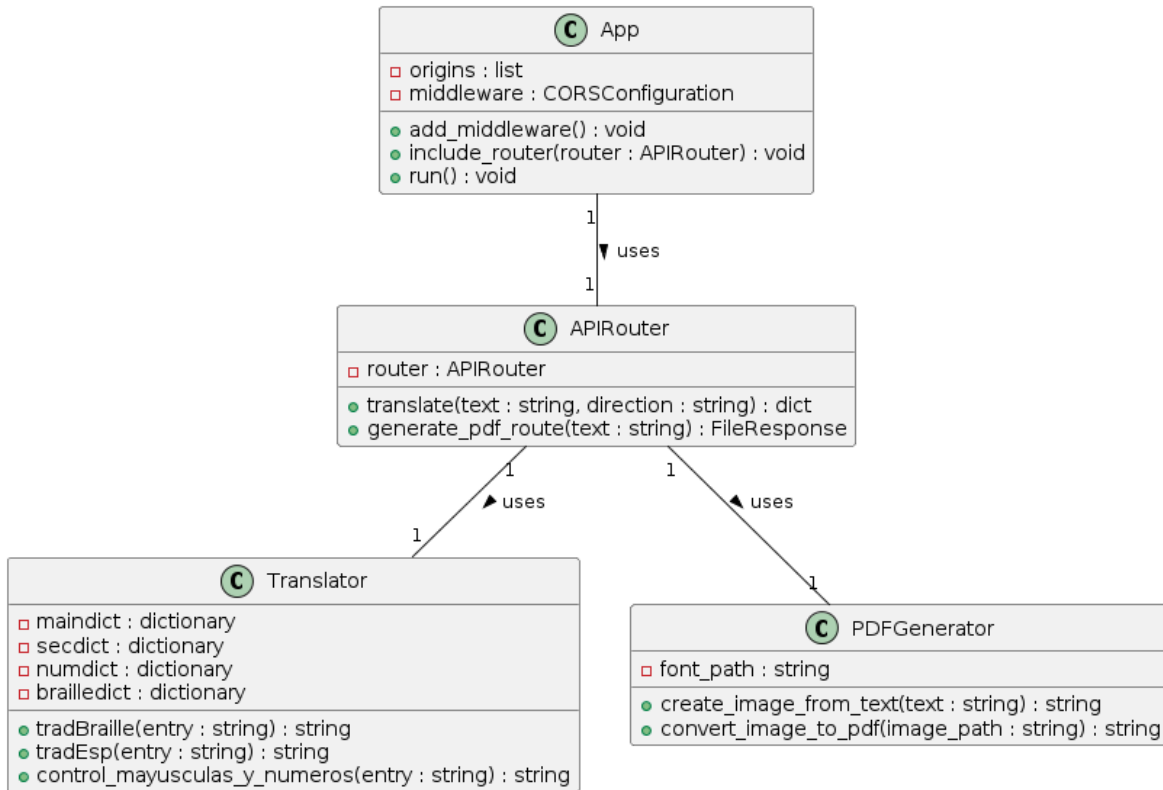 C App
origins : list
middleware : CORSConfiguration
add_middleware() : void
include_router(router : APIRouter) : void
run() : void
1
uses
1
C APIRouter
router : APIRouter
translate(text : string, direction : string) : dict
generate_pdf_route(text : string) : FileResponse
1
1
uses
uses
1
1
C Translator
maindict : dictionary
secdict : dictionary
numdict : dictionary
brailledict : dictionary
tradBraille(entry : string) : string
tradEsp(entry : string) : string
control_mayusculas_y_numeros(entry : string) : string
C PDFGenerator
font_path : string
create_image_from_text(text : string) : string
convert_image_to_pdf(image_path : string) : string